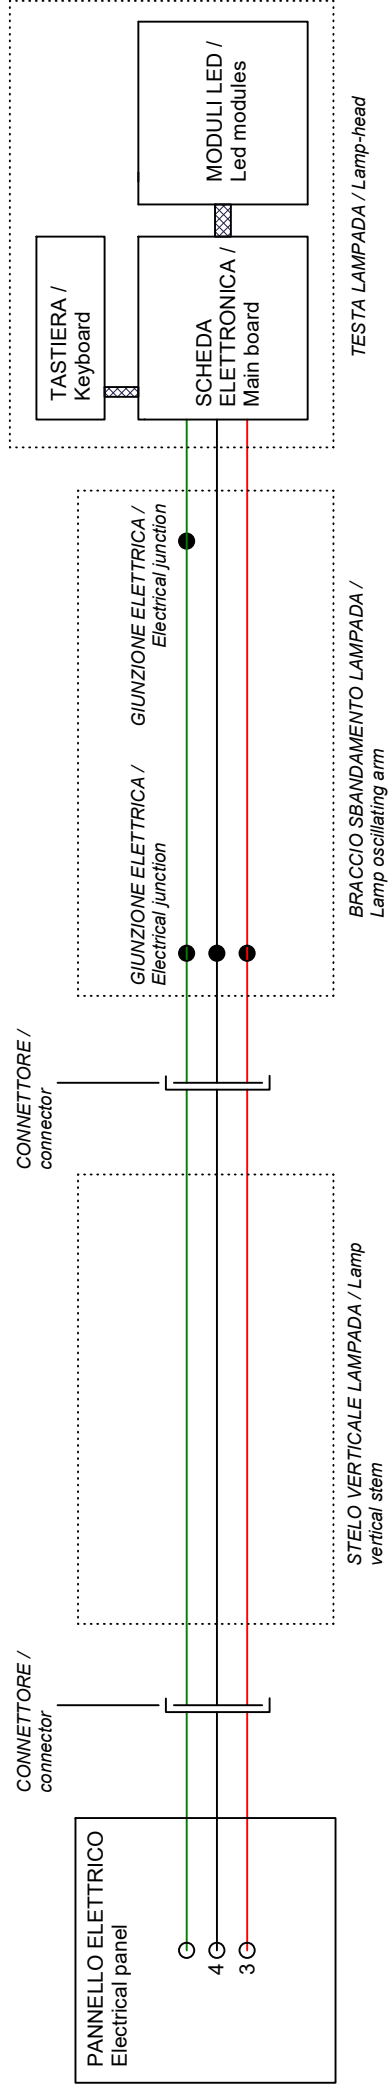 PANNELLO ELETTRICO
Electrical panel
4
3
CONNETTORE /
connector
STELO VERTICALE LAMPADA / Lamp
vertical stem
CONNETTORE /
connector
GIUNZIONE ELETTRICA /
Electrical junction
GIUNZIONE ELETTRICA /
Electrical junction
BRACCIO SBANDAMENTO LAMPADA /
Lamp oscillating arm
TASTIERA /
Keyboard
SCHEDA
ELETTRONICA /
Main board
MODULI LED /
Led modules
TESTA LAMPADA / Lamp-head